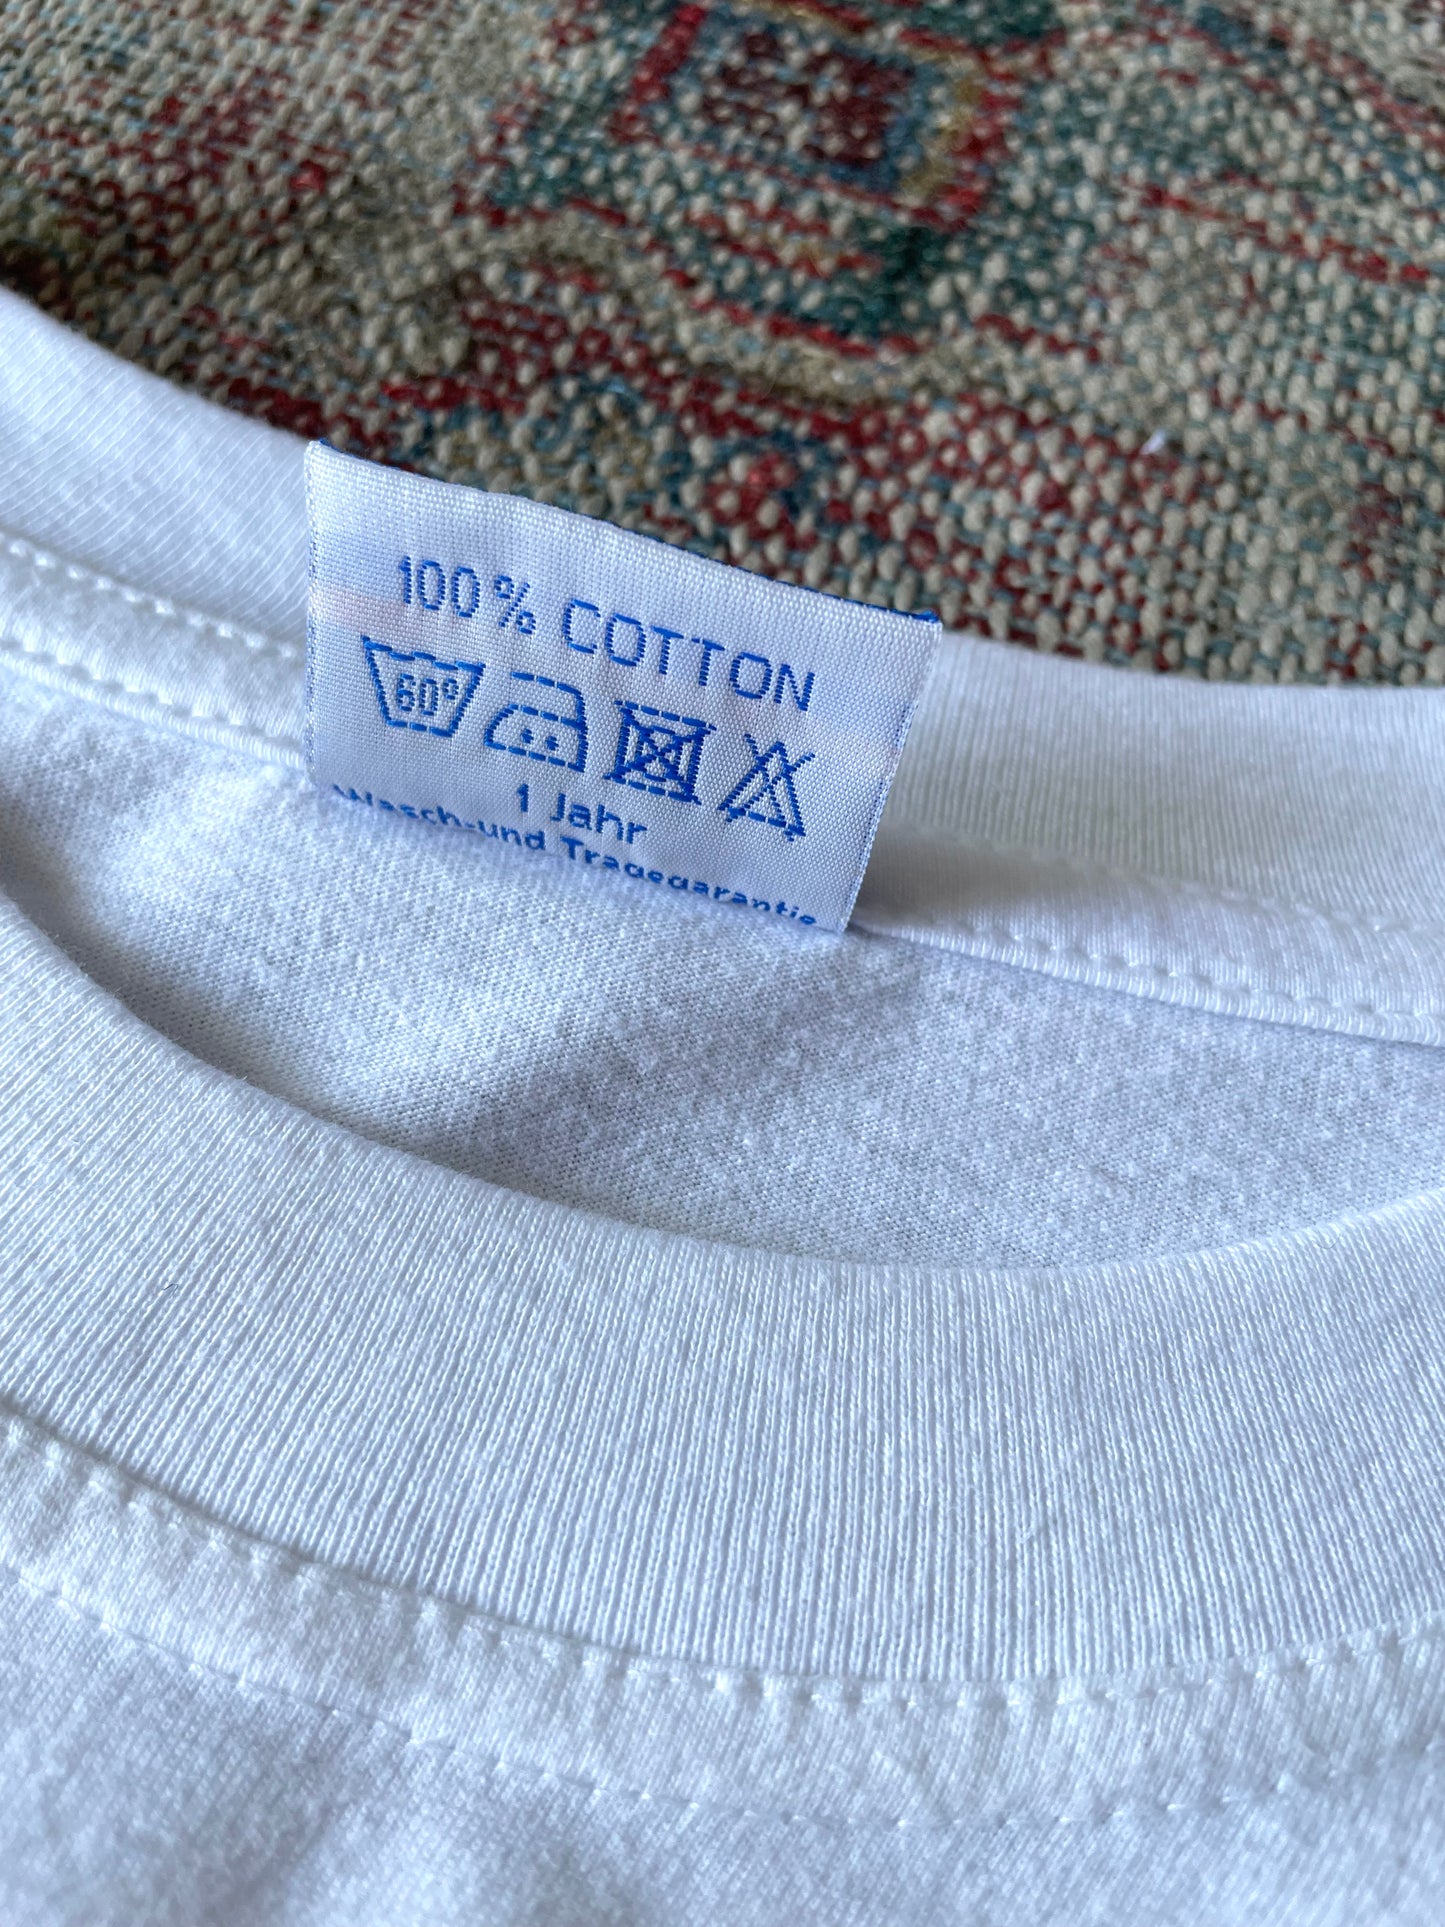 100% COTTON
60°
1 Jahr
Wasch-und Tragegarantie